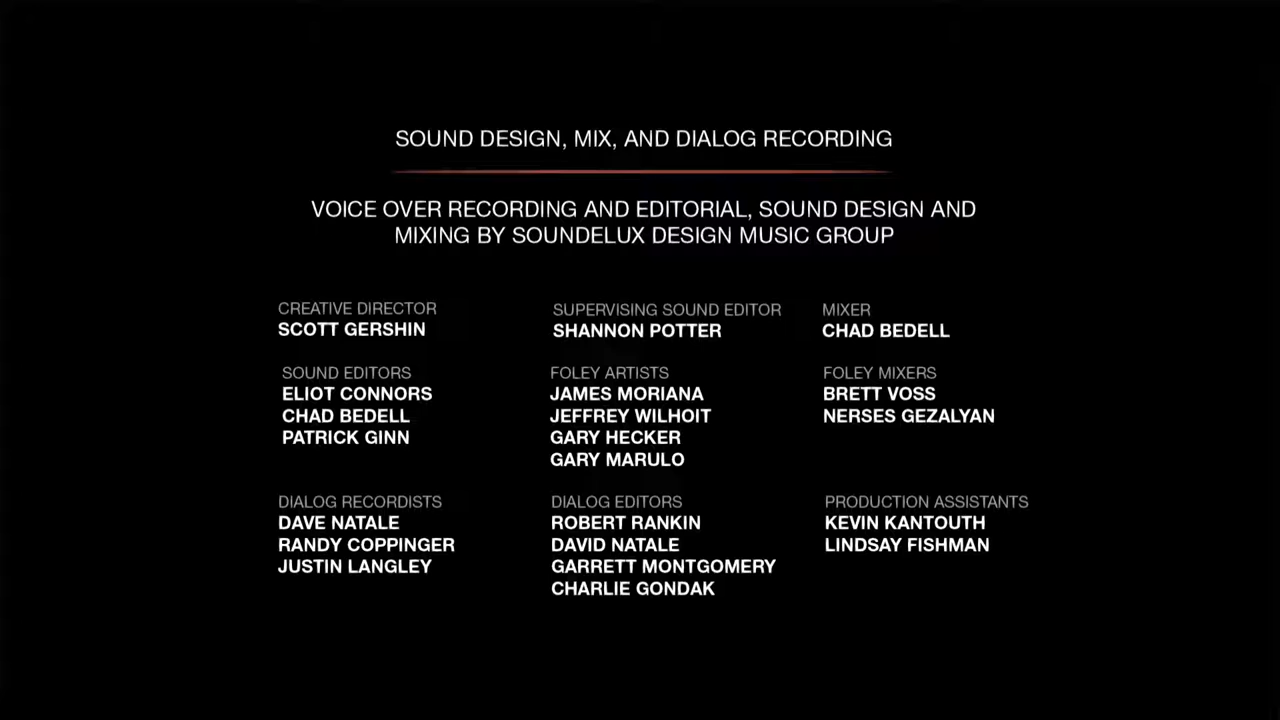 SOUND DESIGN, MIX, AND DIALOG RECORDING
VOICE OVER RECORDING AND EDITORIAL, SOUND DESIGN AND
MIXING BY SOUNDELUX DESIGN MUSIC GROUP
CREATIVE DIRECTOR
SCOTT GERSHIN
SUPERVISING SOUND EDITOR
SHANNON POTTER
MIXER
CHAD BEDELL
SOUND EDITORS
ELIOT CONNORS
CHAD BEDELL
PATRICK GINN
FOLEY ARTISTS
JAMES MORIANA
JEFFREY WILHOIT
GARY HECKER
GARY MARULO
FOLEY MIXERS
BRETT VOSS
NERSES GEZALYAN
DIALOG RECORDISTS
DAVE NATALE
RANDY COPPINGER
JUSTIN LANGLEY
DIALOG EDITORS
ROBERT RANKIN
DAVID NATALE
GARRETT MONTGOMERY
CHARLIE GONDAK
PRODUCTION ASSISTANTS
KEVIN KANTOUTH
LINDSAY FISHMAN